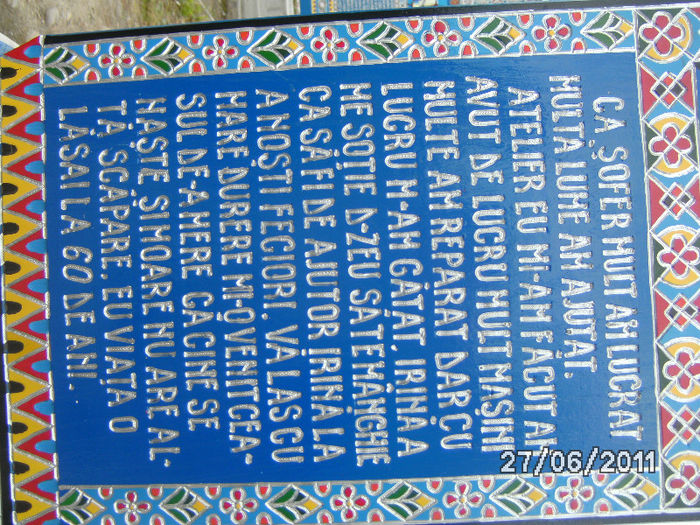 CA ȘOFER MULT AM LUCRAT
MULTĂ LUME AM AJUTAT,
ATELIER EU MI-AM FĂCUT AM
AVUT DE LUCRU MULT MAȘINI
MULTE AM REPARAT DAR CU
LUCRU M-AM GĂTAT, IRINĂ A
ME SOȚIE D-ZEU SĂ TE MÂNGHIE
CA SĂ FI DE AJUTOR IRINĂ LA
A NOȘTI FECIORI, VĂ LAS CU
MARE DURERE MI-O VENIT CEA-
SUL DE-A MERE CĂ CINE SE
NAȘTE ȘI MOARE NU ARE AL-
TĂ SCĂPARE, EU VIAȚA O
LĂSAI LA 60 DE ANI.
27/06/2011